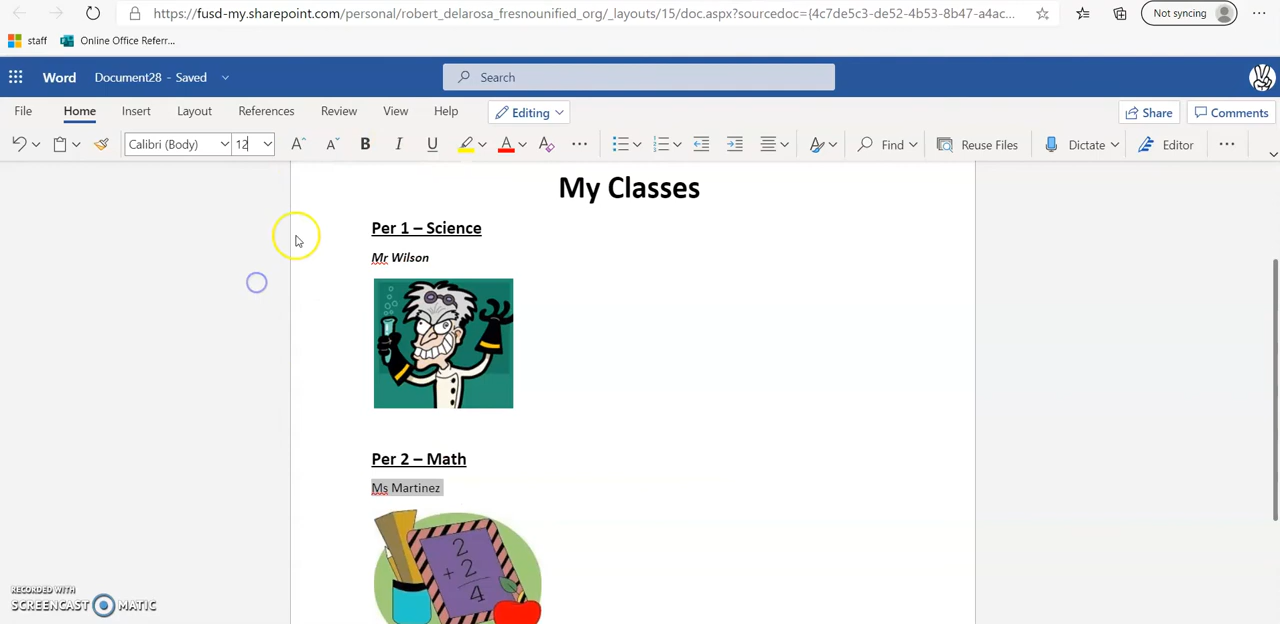 https://fusd-my.sharepoint.com/personal/robert_delarosa_fresnounified_org/_layouts/15/doc.aspx?sourcedoc={4c7de5c3-de52-4b53-8b47-a4ac...
Not syncing
staff
Online Office Referr...
Word
Document28 - Saved
Search
File
Home
Insert
Layout
References
Review
View
Help
Editing
Share
Comments
Calibri (Body)
12
A^
Aˇ
B
I
U
A
A
Find
Reuse Files
Dictate
Editor
My Classes
Per 1 – Science
Mr Wilson
Per 2 – Math
Ms Martinez
2
+ 2
4
RECORDED WITH
SCREENCAST MATIC